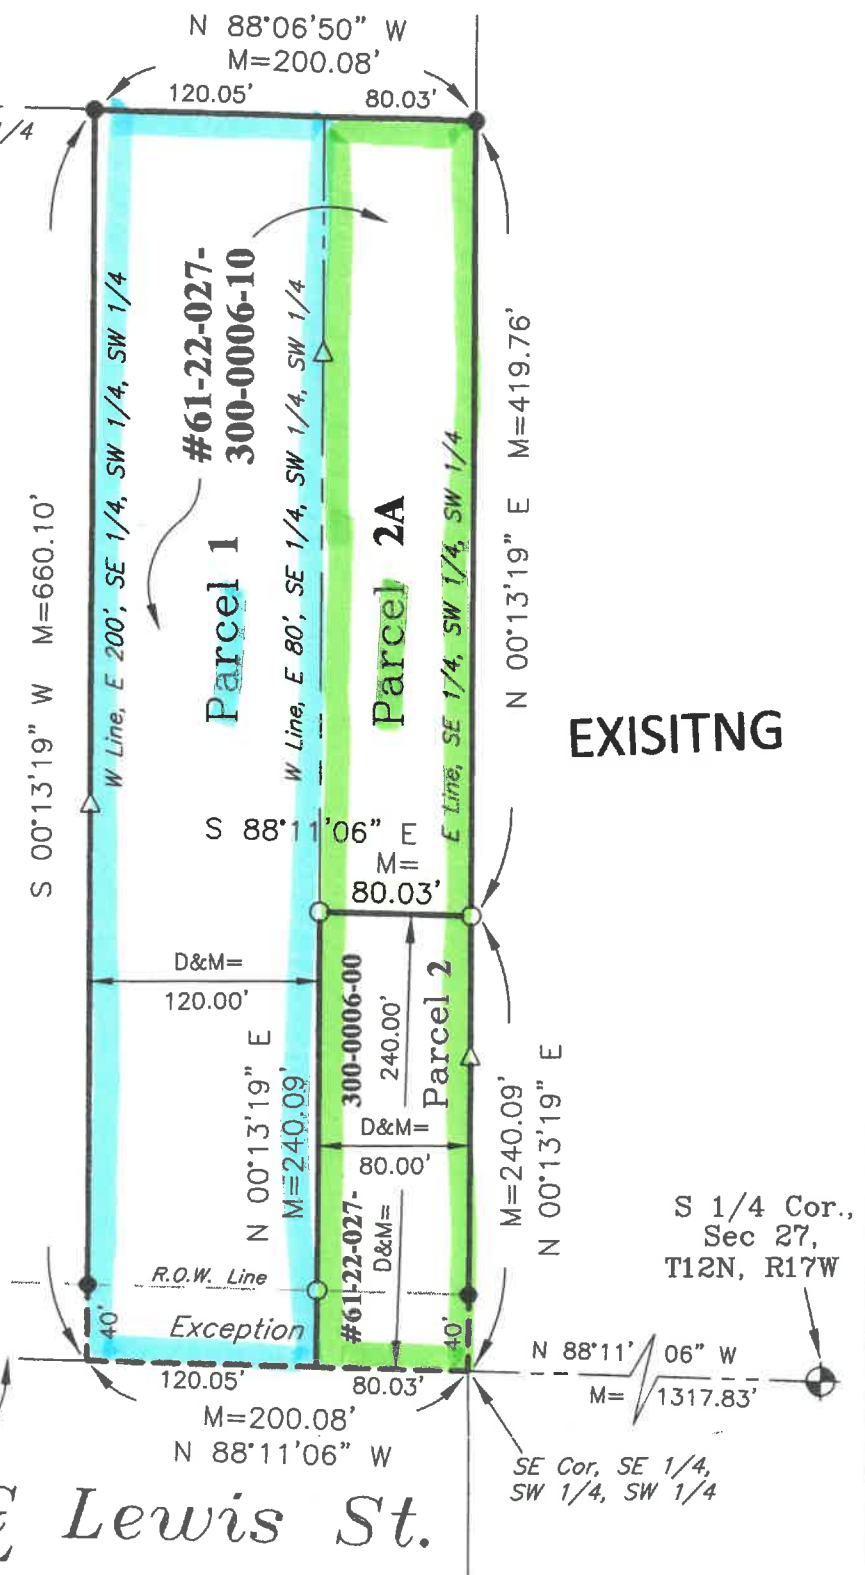 N 88°06'50" W
M=200.08'
120.05'
80.03'
1/4
#61-22-027-
300-0006-10
W Line, E 200', SE 1/4, SW 1/4, SW 1/4
W Line, E 80', SE 1/4, SW 1/4, SW 1/4
E Line, SE 1/4, SW 1/4, SW 1/4
S 00°13'19" W M=660.10'
N 00°13'19" E M=419.76'
Parcel 1
Parcel 2A
EXISITNG
S 88°11'06" E
M=
80.03'
D&M=
120.00'
N 00°13'19" E
M=240.09'
#61-22-027-
300-0006-00
240.00'
D&M=
Parcel 2
D&M=
80.00'
M=240.09'
N 00°13'19" E
S 1/4 Cor.,
Sec 27,
T12N, R17W
R.O.W. Line
40'
Exception
40'
N 88°11'06" W
M= 1317.83'
120.05'
80.03'
M=200.08'
N 88°11'06" W
SE Cor, SE 1/4,
SW 1/4, SW 1/4
E Lewis St.